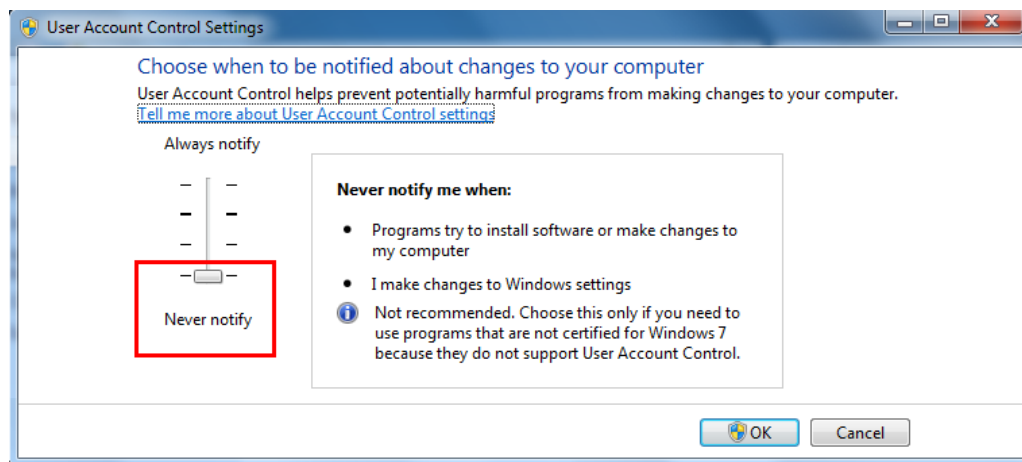 User Account Control Settings
Choose when to be notified about changes to your computer
User Account Control helps prevent potentially harmful programs from making changes to your computer.
Tell me more about User Account Control settings
Always notify
Never notify
Never notify me when:
Programs try to install software or make changes to
my computer
I make changes to Windows settings
Not recommended. Choose this only if you need to
use programs that are not certified for Windows 7
because they do not support User Account Control.
OK
Cancel